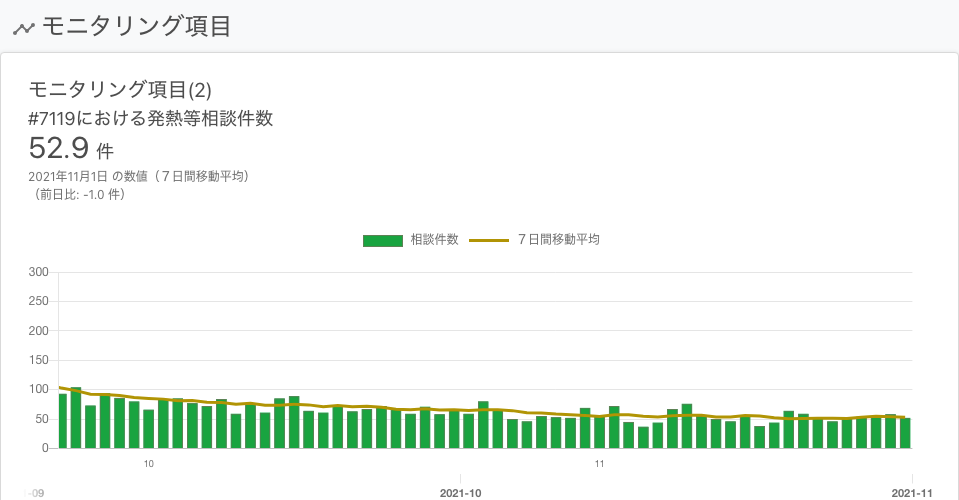 モニタリング項目
モニタリング項目(2)
#7119における発熱等相談件数
52.9 件
2021年11月1日 の数値（７日間移動平均）
（前日比: -1.0 件）
相談件数 ７日間移動平均
300
250
200
150
100
50
0
10 11
-09 2021-10 2021-11